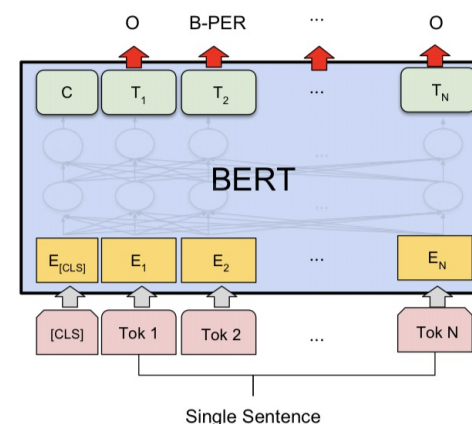 O B-PER ... O
C T1 T2 ... TN
...
BERT
...
E[CLS] E1 E2 ... EN
[CLS] Tok 1 Tok 2 ... Tok N
Single Sentence